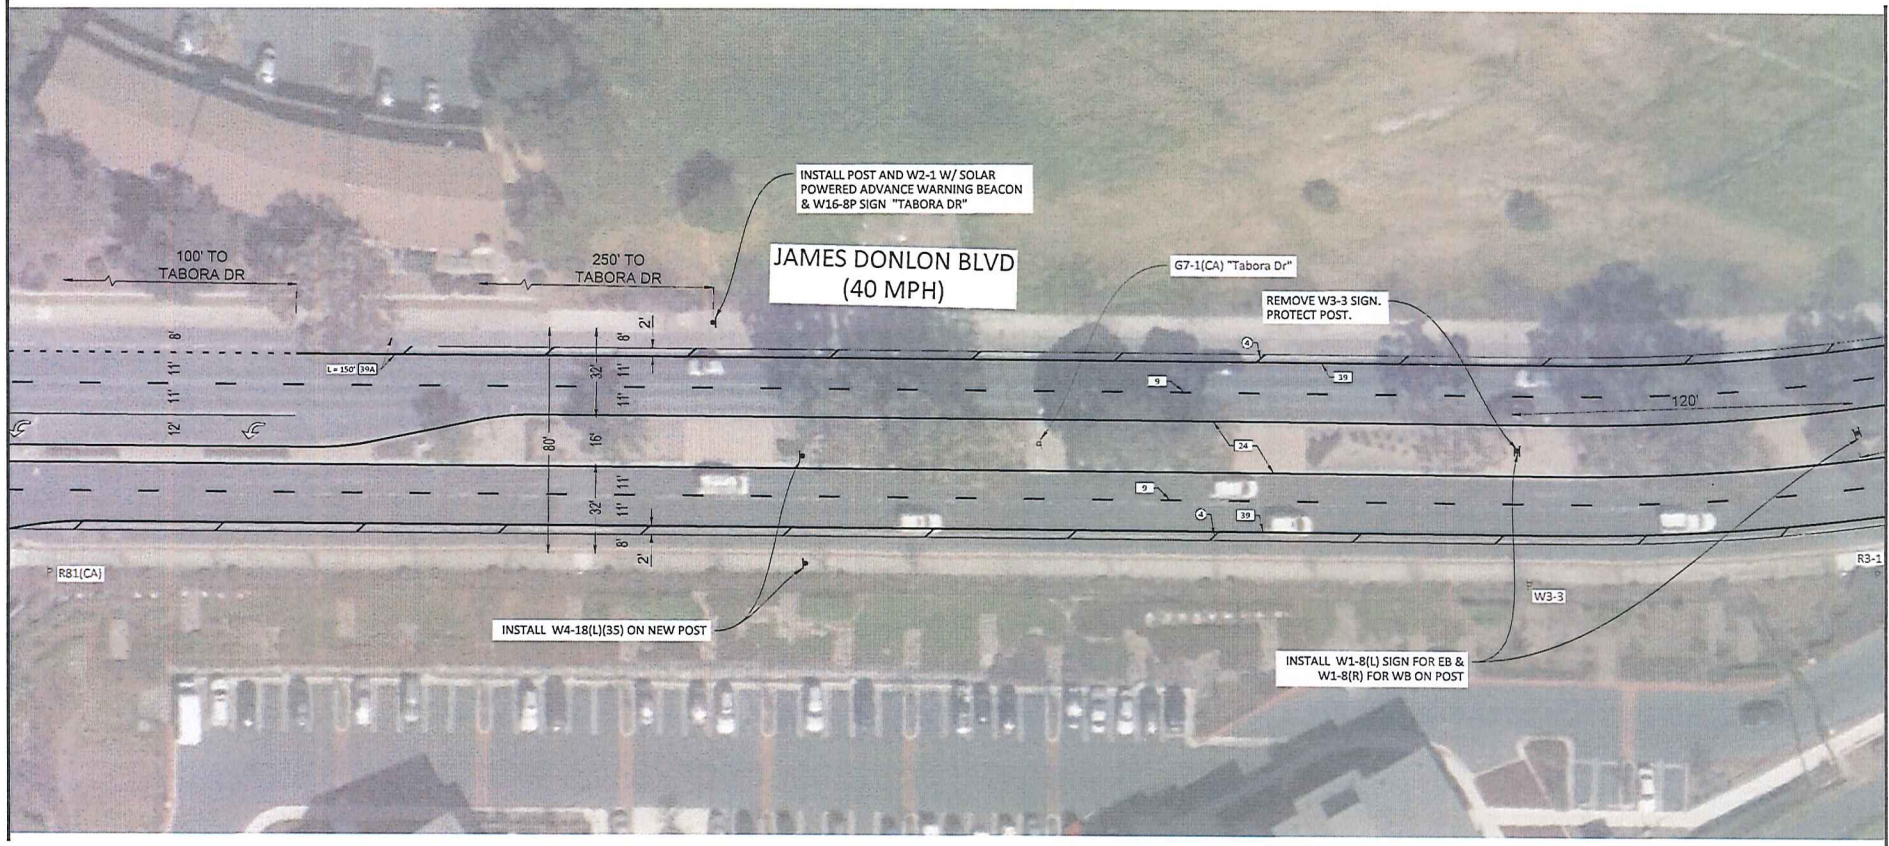 INSTALL POST AND W2-1 W/ SOLAR
POWERED ADVANCE WARNING BEACON
& W16-8P SIGN "TABORA DR"
100' TO
TABORA DR
250' TO
TABORA DR
JAMES DONLON BLVD
(40 MPH)
G7-1(CA) "Tabora Dr"
REMOVE W3-3 SIGN.
PROTECT POST.
8'
11'
11'
12'
L = 150' 39A
80'
32'
16'
32'
2'
8'
11'
11'
11'
11'
8'
2'
4
39
9
120'
24
9
4
39
R81(CA)
R3-1
W3-3
INSTALL W4-18(L)(35) ON NEW POST
INSTALL W1-8(L) SIGN FOR EB &
W1-8(R) FOR WB ON POST